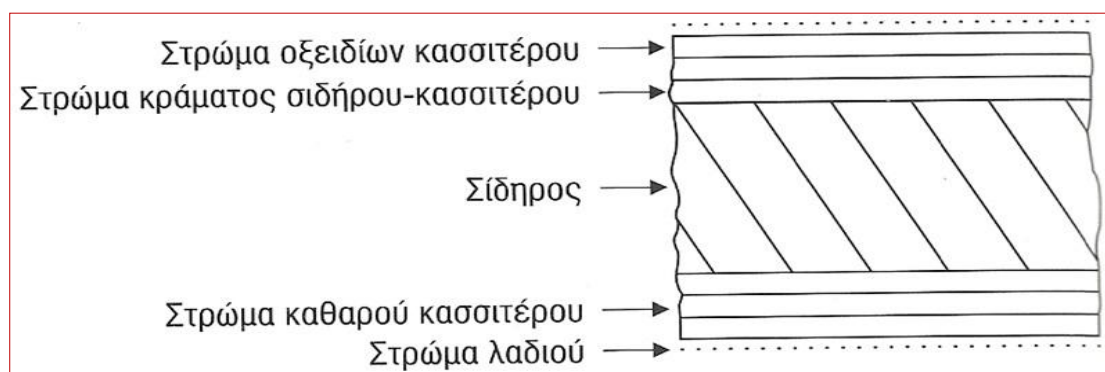 Στρώμα οξειδίων κασσιτέρου
Στρώμα κράματος σιδήρου-κασσιτέρου
Σίδηρος
Στρώμα καθαρού κασσιτέρου
Στρώμα λαδιού